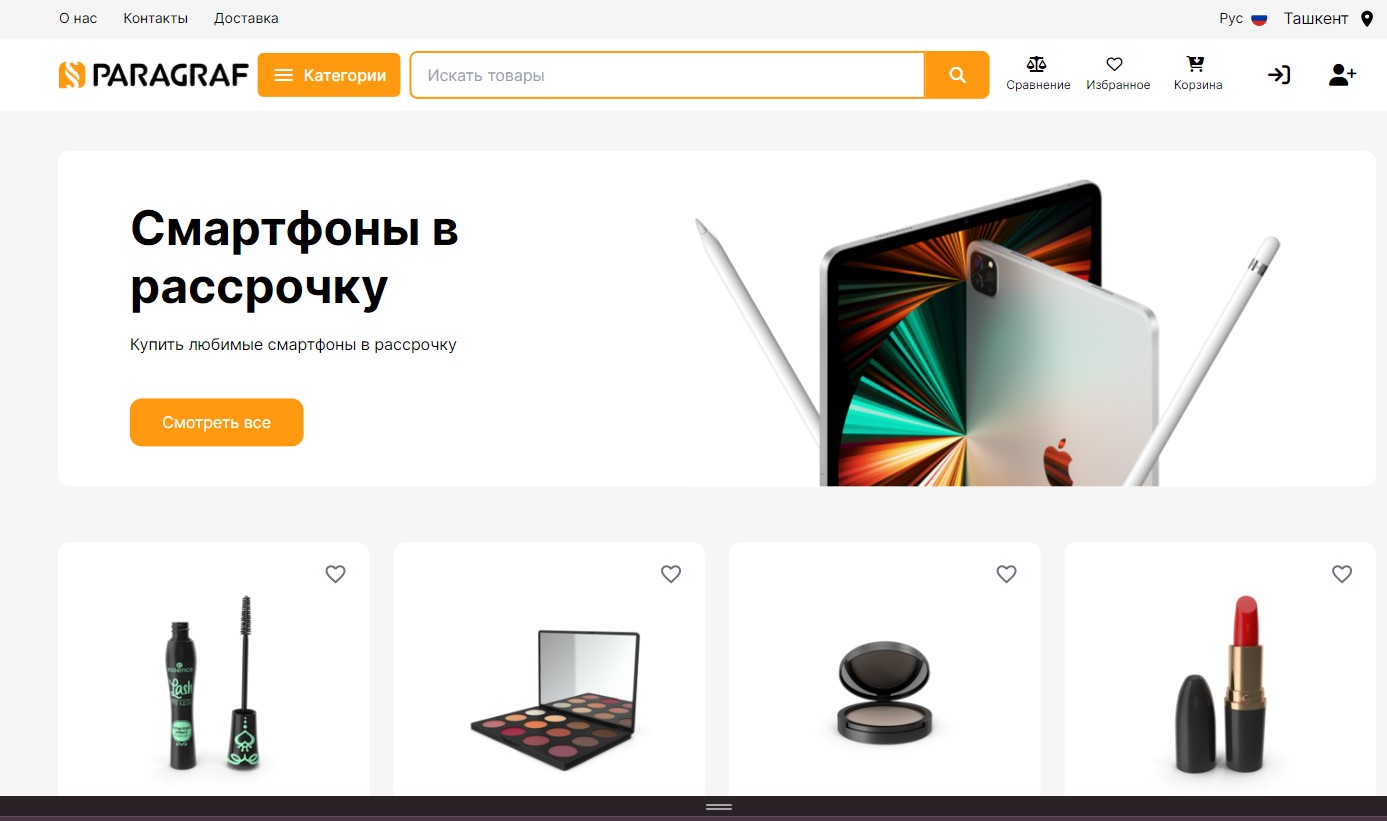 О нас Контакты Доставка Рус Ташкент
PARAGRAF Категории Искать товары Сравнение Избранное Корзина
Смартфоны в
рассрочку
Купить любимые смартфоны в рассрочку
Смотреть все
essence
Lash
PRINCESS